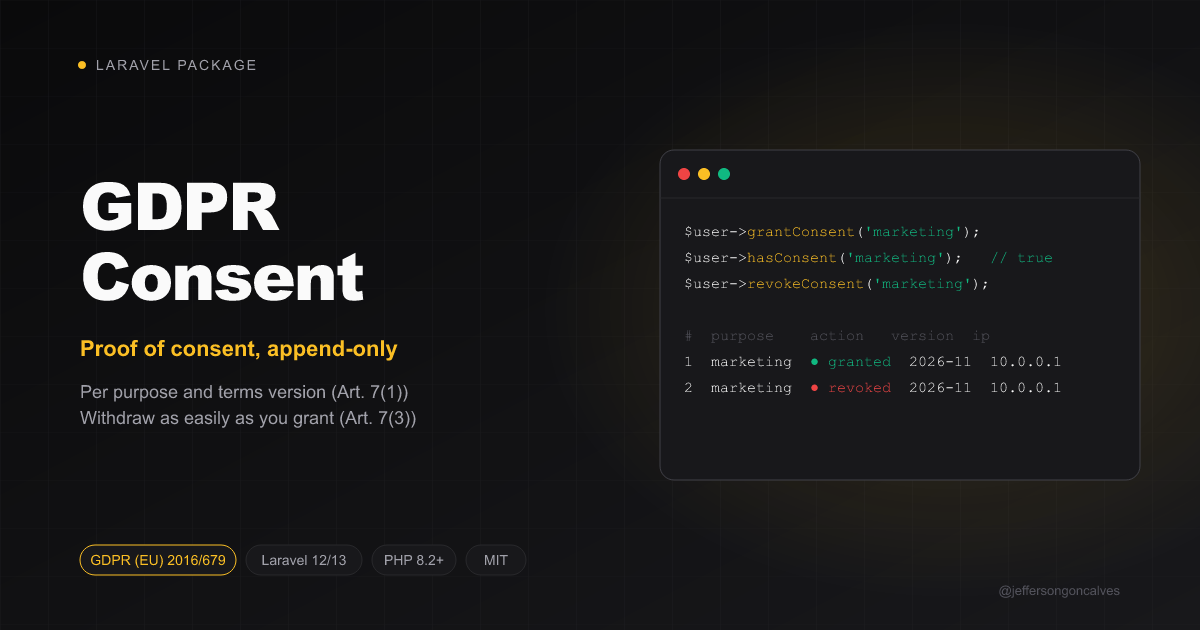 LARAVEL PACKAGE
GDPR
Consent
Proof of consent, append-only
Per purpose and terms version (Art. 7(1))
Withdraw as easily as you grant (Art. 7(3))
GDPR (EU) 2016/679
Laravel 12/13
PHP 8.2+
MIT
$user->grantConsent('marketing');
$user->hasConsent('marketing');   // true
$user->revokeConsent('marketing');
#  purpose    action   version  ip
1  marketing  ● granted  2026-11  10.0.0.1
2  marketing  ● revoked  2026-11  10.0.0.1
@jeffersongoncalves